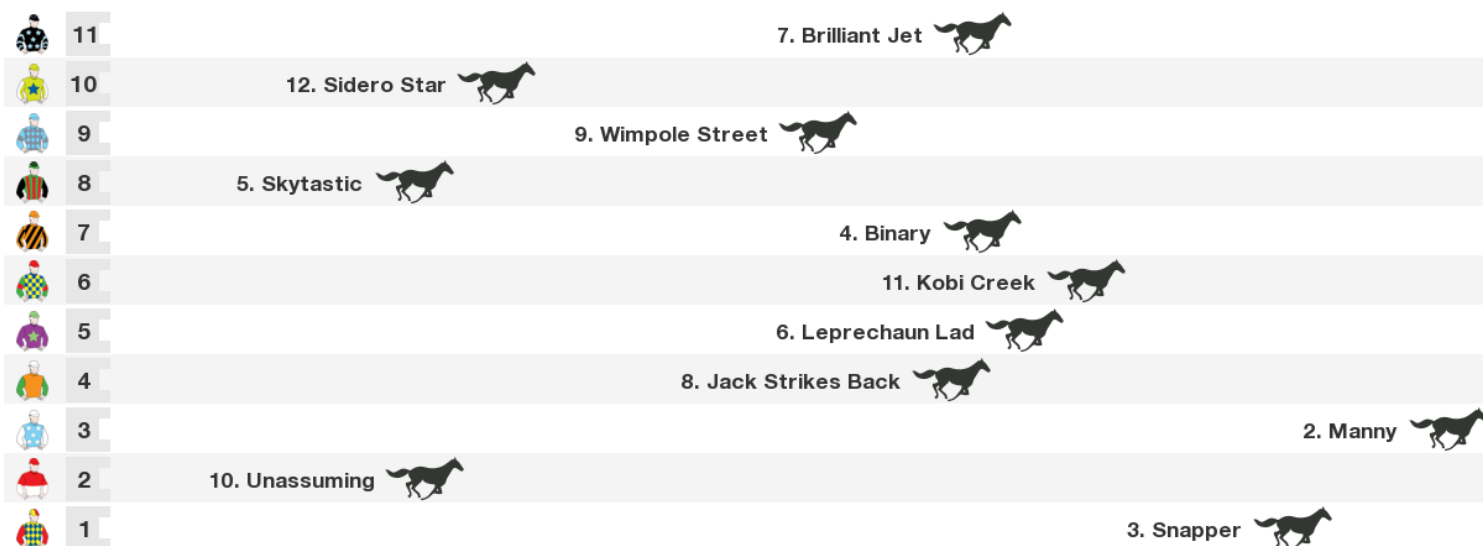 11 7. Brilliant Jet
10 12. Sidero Star
9 9. Wimpole Street
8 5. Skytastic
7 4. Binary
6 11. Kobi Creek
5 6. Leprechaun Lad
4 8. Jack Strikes Back
3 2. Manny
2 10. Unassuming
1 3. Snapper